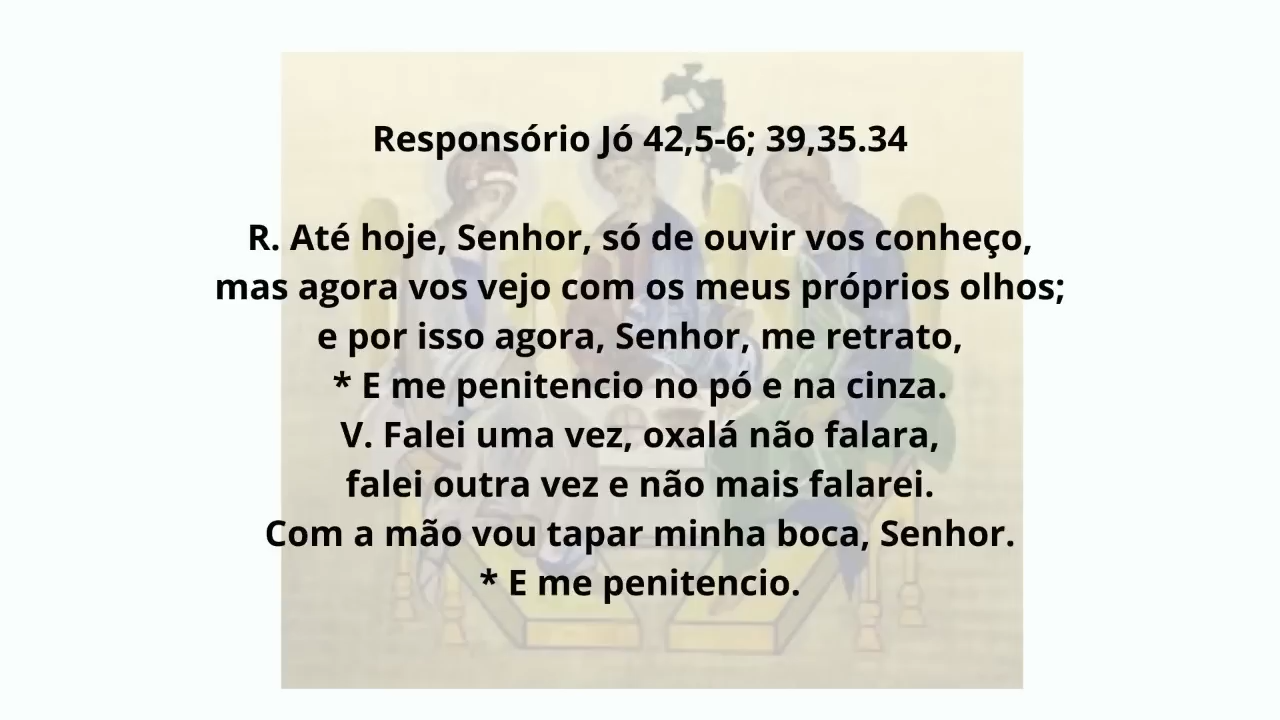 Responsório Jó 42,5-6; 39,35.34
R. Até hoje, Senhor, só de ouvir vos conheço,
mas agora vos vejo com os meus próprios olhos;
e por isso agora, Senhor, me retrato,
* E me penitencio no pó e na cinza.
V. Falei uma vez, oxalá não falara,
falei outra vez e não mais falarei.
Com a mão vou tapar minha boca, Senhor.
* E me penitencio.